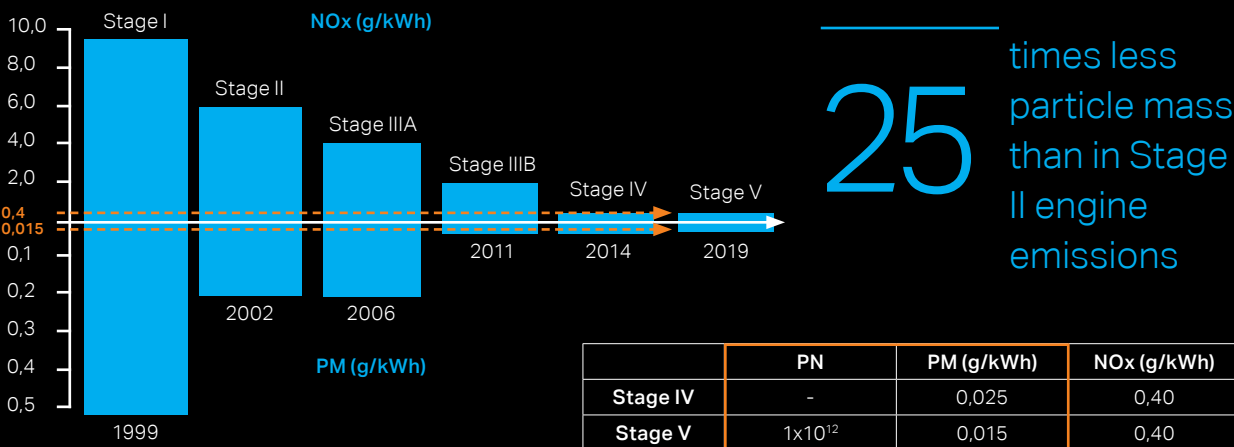 NOx (g/kWh)
10,0
8,0
6,0
4,0
2,0
0,4
0,015
0,1
0,2
0,3
0,4
0,5
Stage I
1999
Stage II
2002
Stage IIIA
2006
Stage IIIB
2011
Stage IV
2014
Stage V
2019
PM (g/kWh)
25
times less
particle mass
than in Stage
II engine
emissions
PN PM (g/kWh) NOx (g/kWh)
Stage IV - 0,025 0,40
Stage V 1x10¹² 0,015 0,40